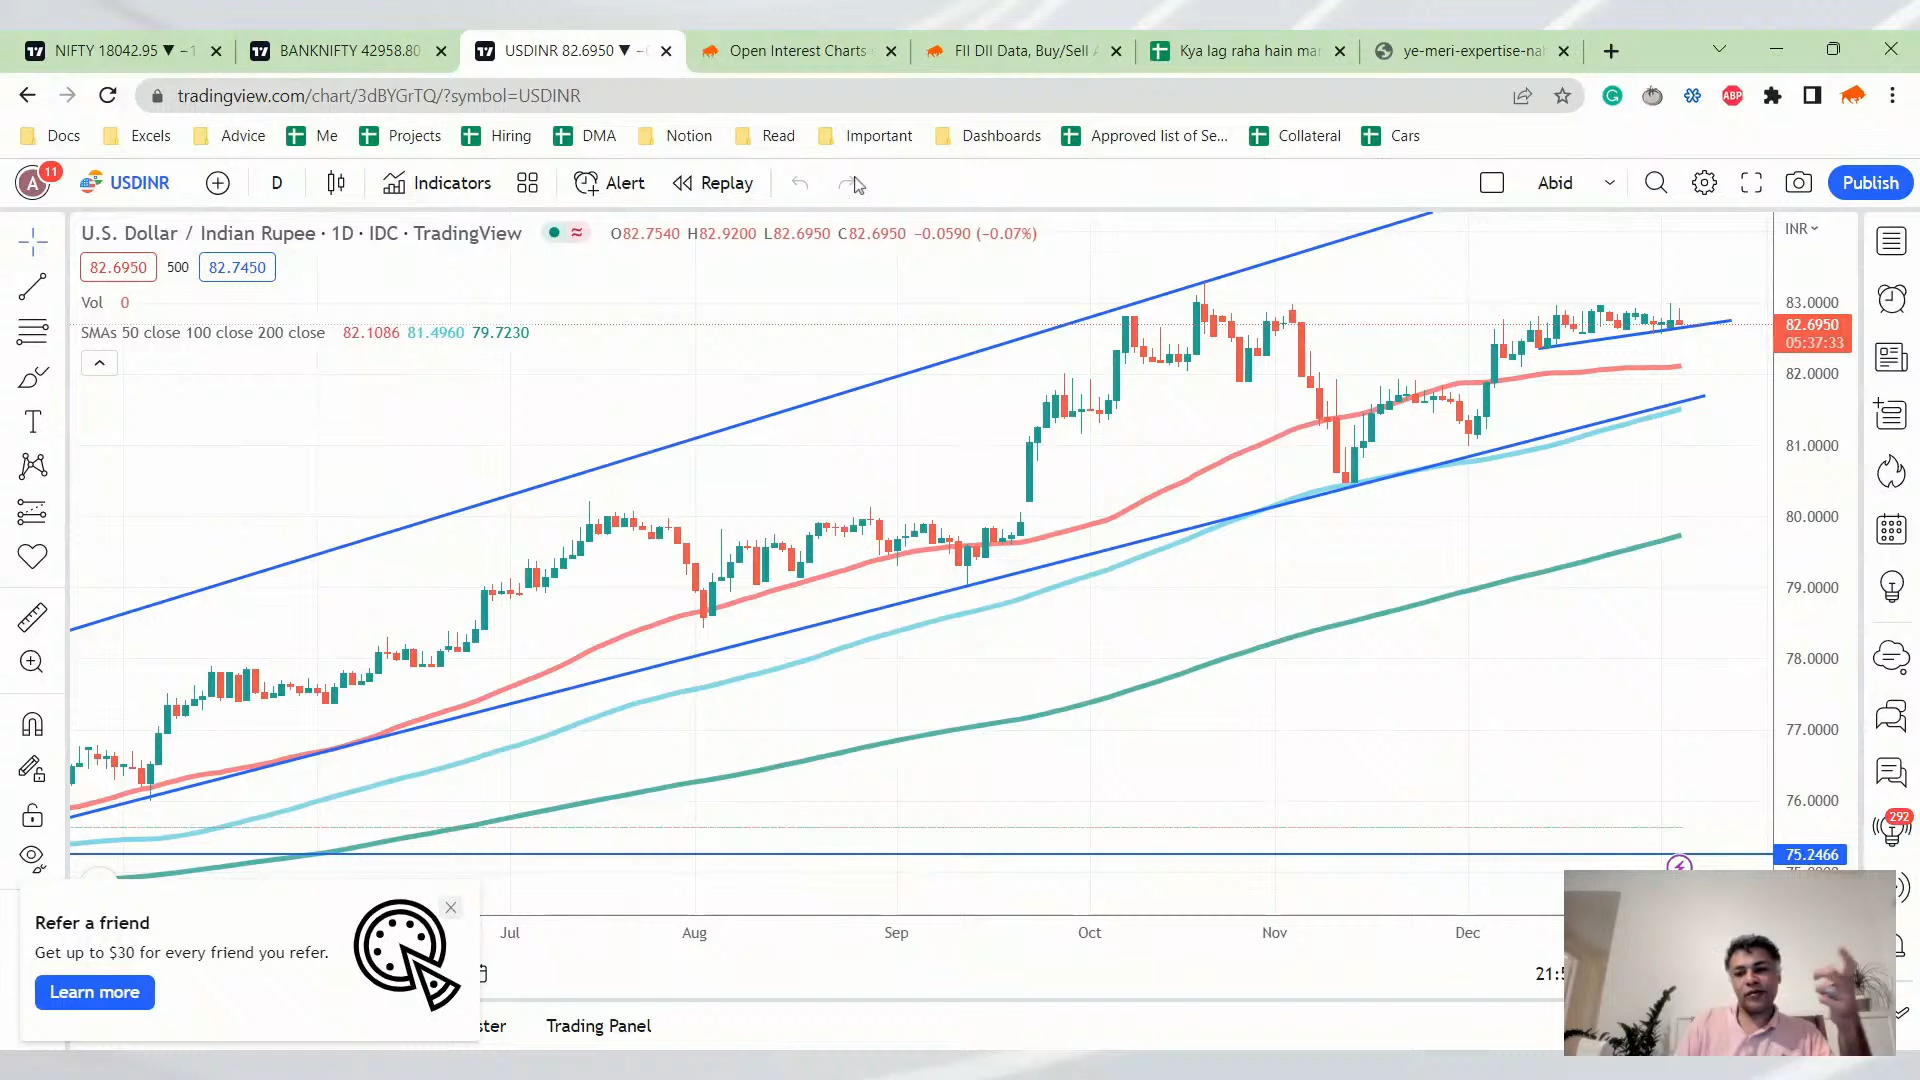 NIFTY 18042.95 ▼ −1
BANKNIFTY 42958.80
USDINR 82.6950 ▼
Open Interest Charts
FII DII Data, Buy/Sell
Kya lag raha hain mar
ye-meri-expertise-nah
tradingview.com/chart/3dBYGrTQ/?symbol=USDINR
ABP
Docs
Excels
Advice
Me
Projects
Hiring
DMA
Notion
Read
Important
Dashboards
Approved list of Se...
Collateral
Cars
A
11
USDINR
D
Indicators
Alert
Replay
Abid
Publish
U.S. Dollar / Indian Rupee · 1D · IDC · TradingView
O82.7540 H82.9200 L82.6950 C82.6950 −0.0590 (−0.07%)
INR
82.6950
500
82.7450
Vol 0
SMAs 50 close 100 close 200 close 82.1086 81.4960 79.7230
83.0000
82.6950
05:37:33
82.0000
81.0000
80.0000
79.0000
78.0000
77.0000
76.0000
75.2466
292
Refer a friend
Get up to $30 for every friend you refer.
Learn more
Jul
Aug
Sep
Oct
Nov
Dec
21:5
ster
Trading Panel